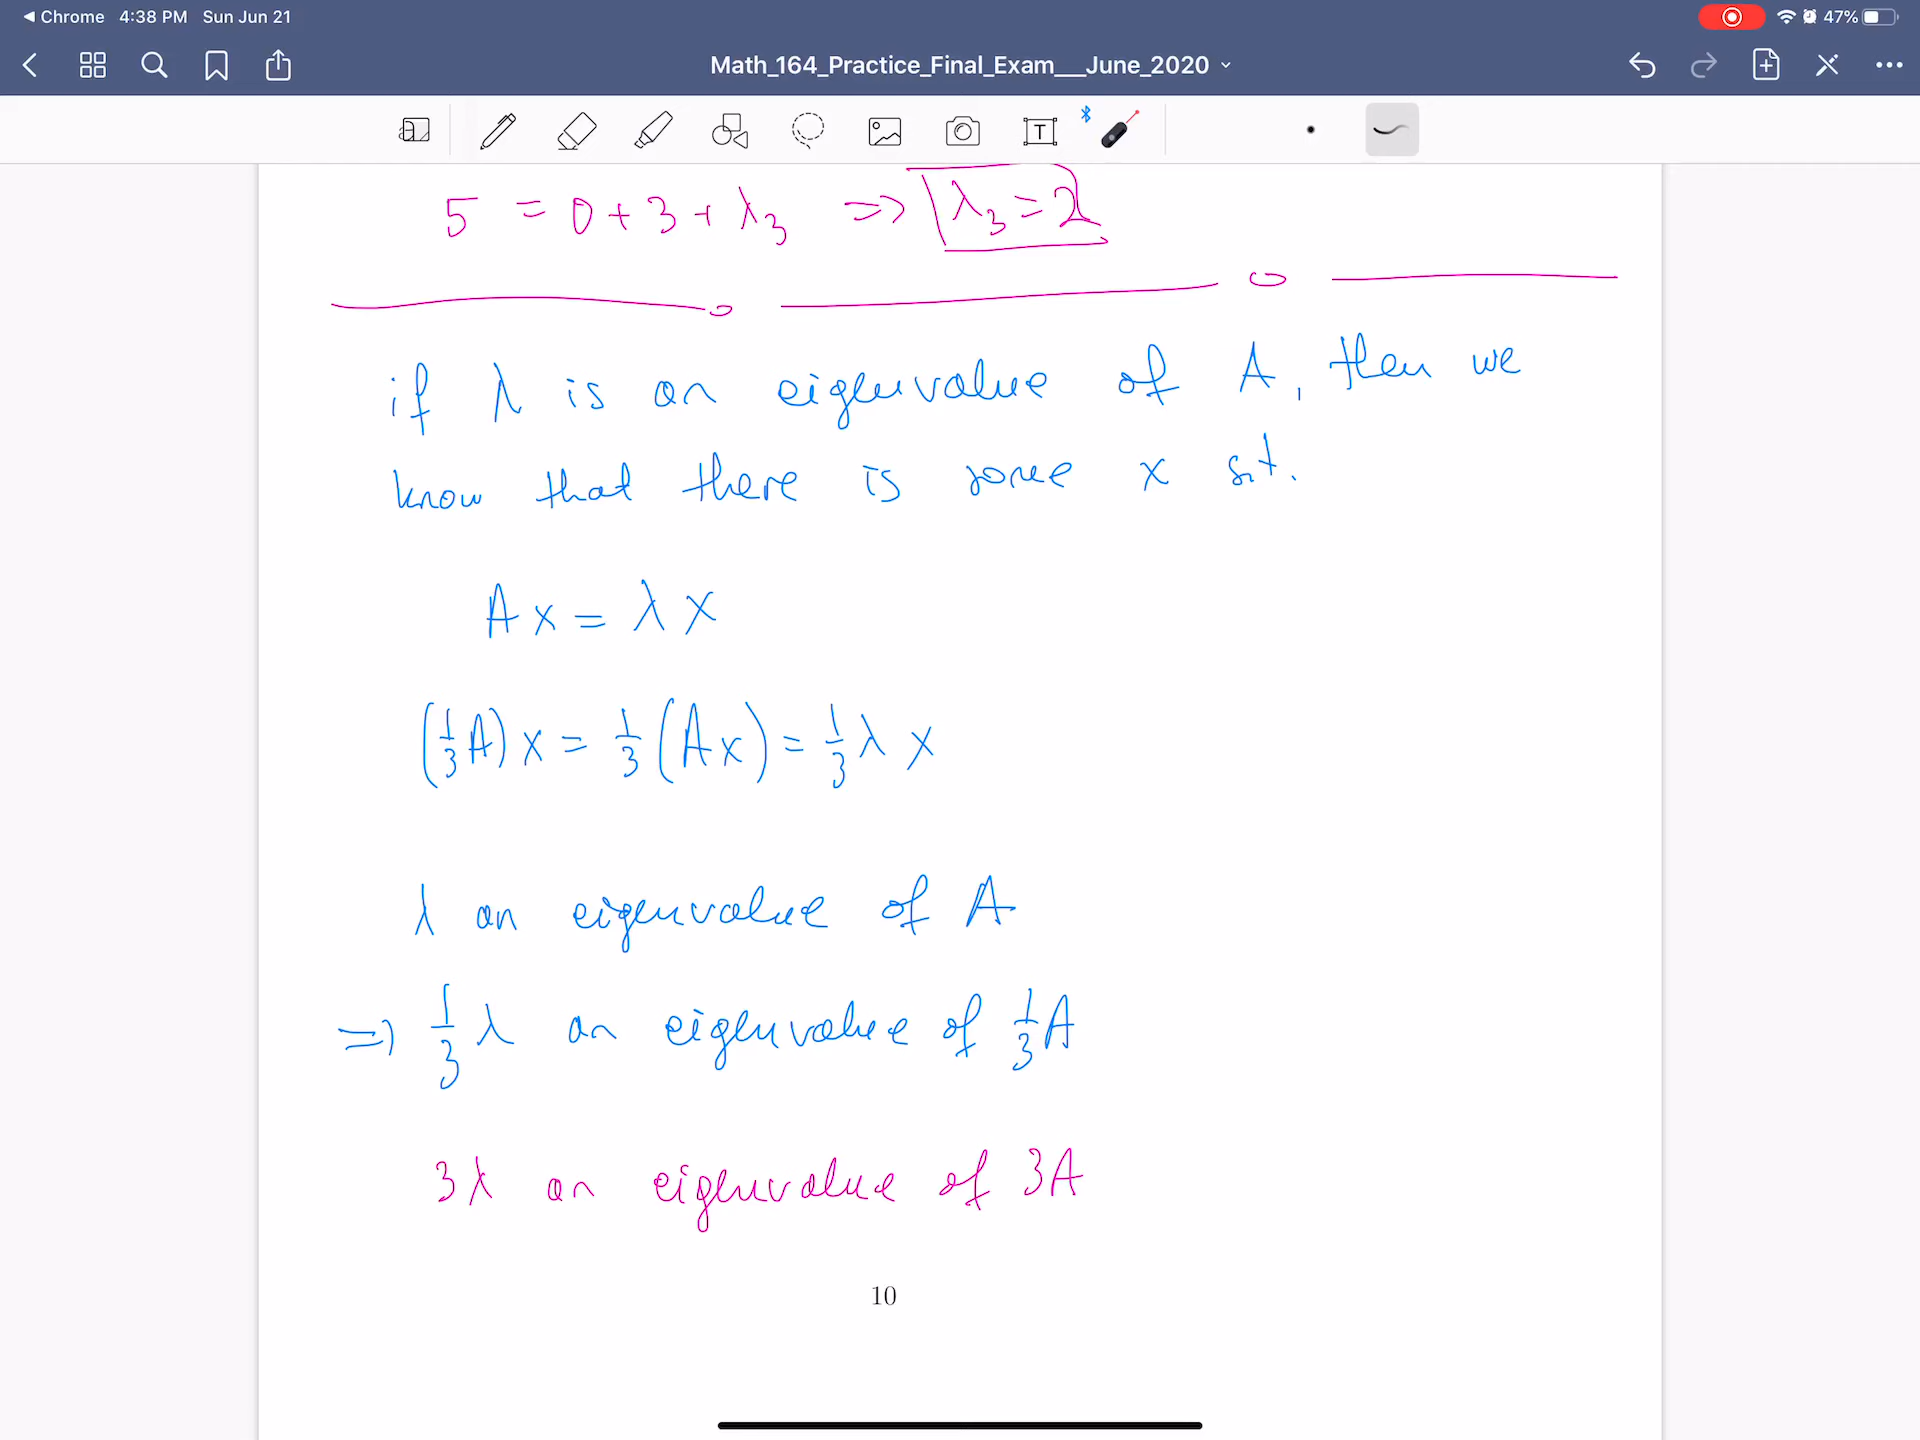 Chrome 4:38 PM Sun Jun 21 47%
Math_164_Practice_Final_Exam___June_2020
5 = 0 + 3 + λ₃ => λ₃ = 2
if λ is an eigenvalue of A, then we
know that there is some x s.t.
Ax = λx
(1/3 A)x = 1/3 (Ax) = 1/3 λ x
λ an eigenvalue of A
=> 1/3 λ an eigenvalue of 1/3 A
3λ an eigenvalue of 3A
10